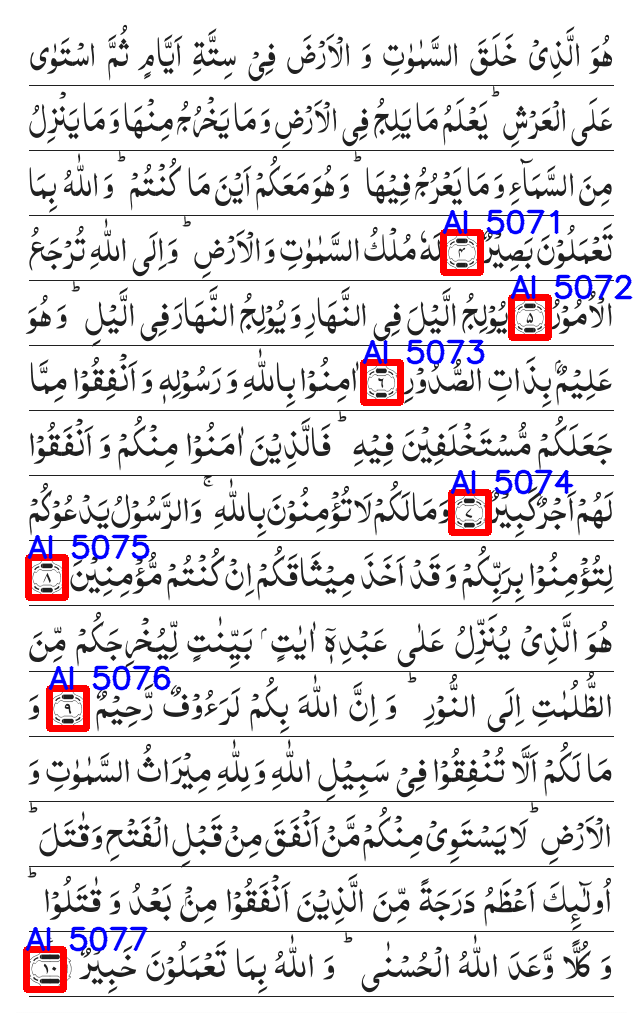 هُوَ الَّذِیْ خَلَقَ السَّمٰوٰتِ وَ الْاَرْضَ فِیْ سِتَّةِ اَیَّامٍ ثُمَّ اسْتَوٰی
عَلَی الْعَرْشِ ؕ یَعْلَمُ مَا یَلِجُ فِی الْاَرْضِ وَ مَا یَخْرُجُ مِنْهَا وَ مَا یَنْزِلُ
مِنَ السَّمَآءِ وَ مَا یَعْرُجُ فِیْهَا ؕ وَ هُوَ مَعَكُمْ اَیْنَ مَا كُنْتُمْ ؕ وَ اللّٰهُ بِمَا
AI 5071
تَعْمَلُوْنَ بَصِیْرٌ ۴ لَهٗ مُلْكُ السَّمٰوٰتِ وَ الْاَرْضِ ؕ وَ اِلَی اللّٰهِ تُرْجَعُ
AI 5072
الْاُمُوْرُ ۵ یُوْلِجُ الَّیْلَ فِی النَّهَارِ وَ یُوْلِجُ النَّهَارَ فِی الَّیْلِ ؕ وَ هُوَ
AI 5073
عَلِیْمٌۢ بِذَاتِ الصُّدُوْرِ ۶ اٰمِنُوْا بِاللّٰهِ وَ رَسُوْلِهٖ وَ اَنْفِقُوْا مِمَّا
جَعَلَكُمْ مُّسْتَخْلَفِیْنَ فِیْهِ ؕ فَالَّذِیْنَ اٰمَنُوْا مِنْكُمْ وَ اَنْفَقُوْا
AI 5074
لَهُمْ اَجْرٌ كَبِیْرٌ ۷ وَ مَا لَكُمْ لَا تُؤْمِنُوْنَ بِاللّٰهِ ۚ وَ الرَّسُوْلُ یَدْعُوْكُمْ
AI 5075
لِتُؤْمِنُوْا بِرَبِّكُمْ وَ قَدْ اَخَذَ مِیْثَاقَكُمْ اِنْ كُنْتُمْ مُّؤْمِنِیْنَ ۸
هُوَ الَّذِیْ یُنَزِّلُ عَلٰی عَبْدِهٖۤ اٰیٰتٍۭ بَیِّنٰتٍ لِّیُخْرِجَكُمْ مِّنَ
AI 5076
الظُّلُمٰتِ اِلَی النُّوْرِ ؕ وَ اِنَّ اللّٰهَ بِكُمْ لَرَءُوْفٌ رَّحِیْمٌ ۹ وَ
مَا لَكُمْ اَلَّا تُنْفِقُوْا فِیْ سَبِیْلِ اللّٰهِ وَ لِلّٰهِ مِیْرَاثُ السَّمٰوٰتِ وَ
الْاَرْضِ ؕ لَا یَسْتَوِیْ مِنْكُمْ مَّنْ اَنْفَقَ مِنْ قَبْلِ الْفَتْحِ وَ قٰتَلَ ؕ
اُولٰٓىِٕكَ اَعْظَمُ دَرَجَةً مِّنَ الَّذِیْنَ اَنْفَقُوْا مِنْۢ بَعْدُ وَ قٰتَلُوْا ؕ
AI 5077
وَ كُلًّا وَّعَدَ اللّٰهُ الْحُسْنٰی ؕ وَ اللّٰهُ بِمَا تَعْمَلُوْنَ خَبِیْرٌ ۱۰